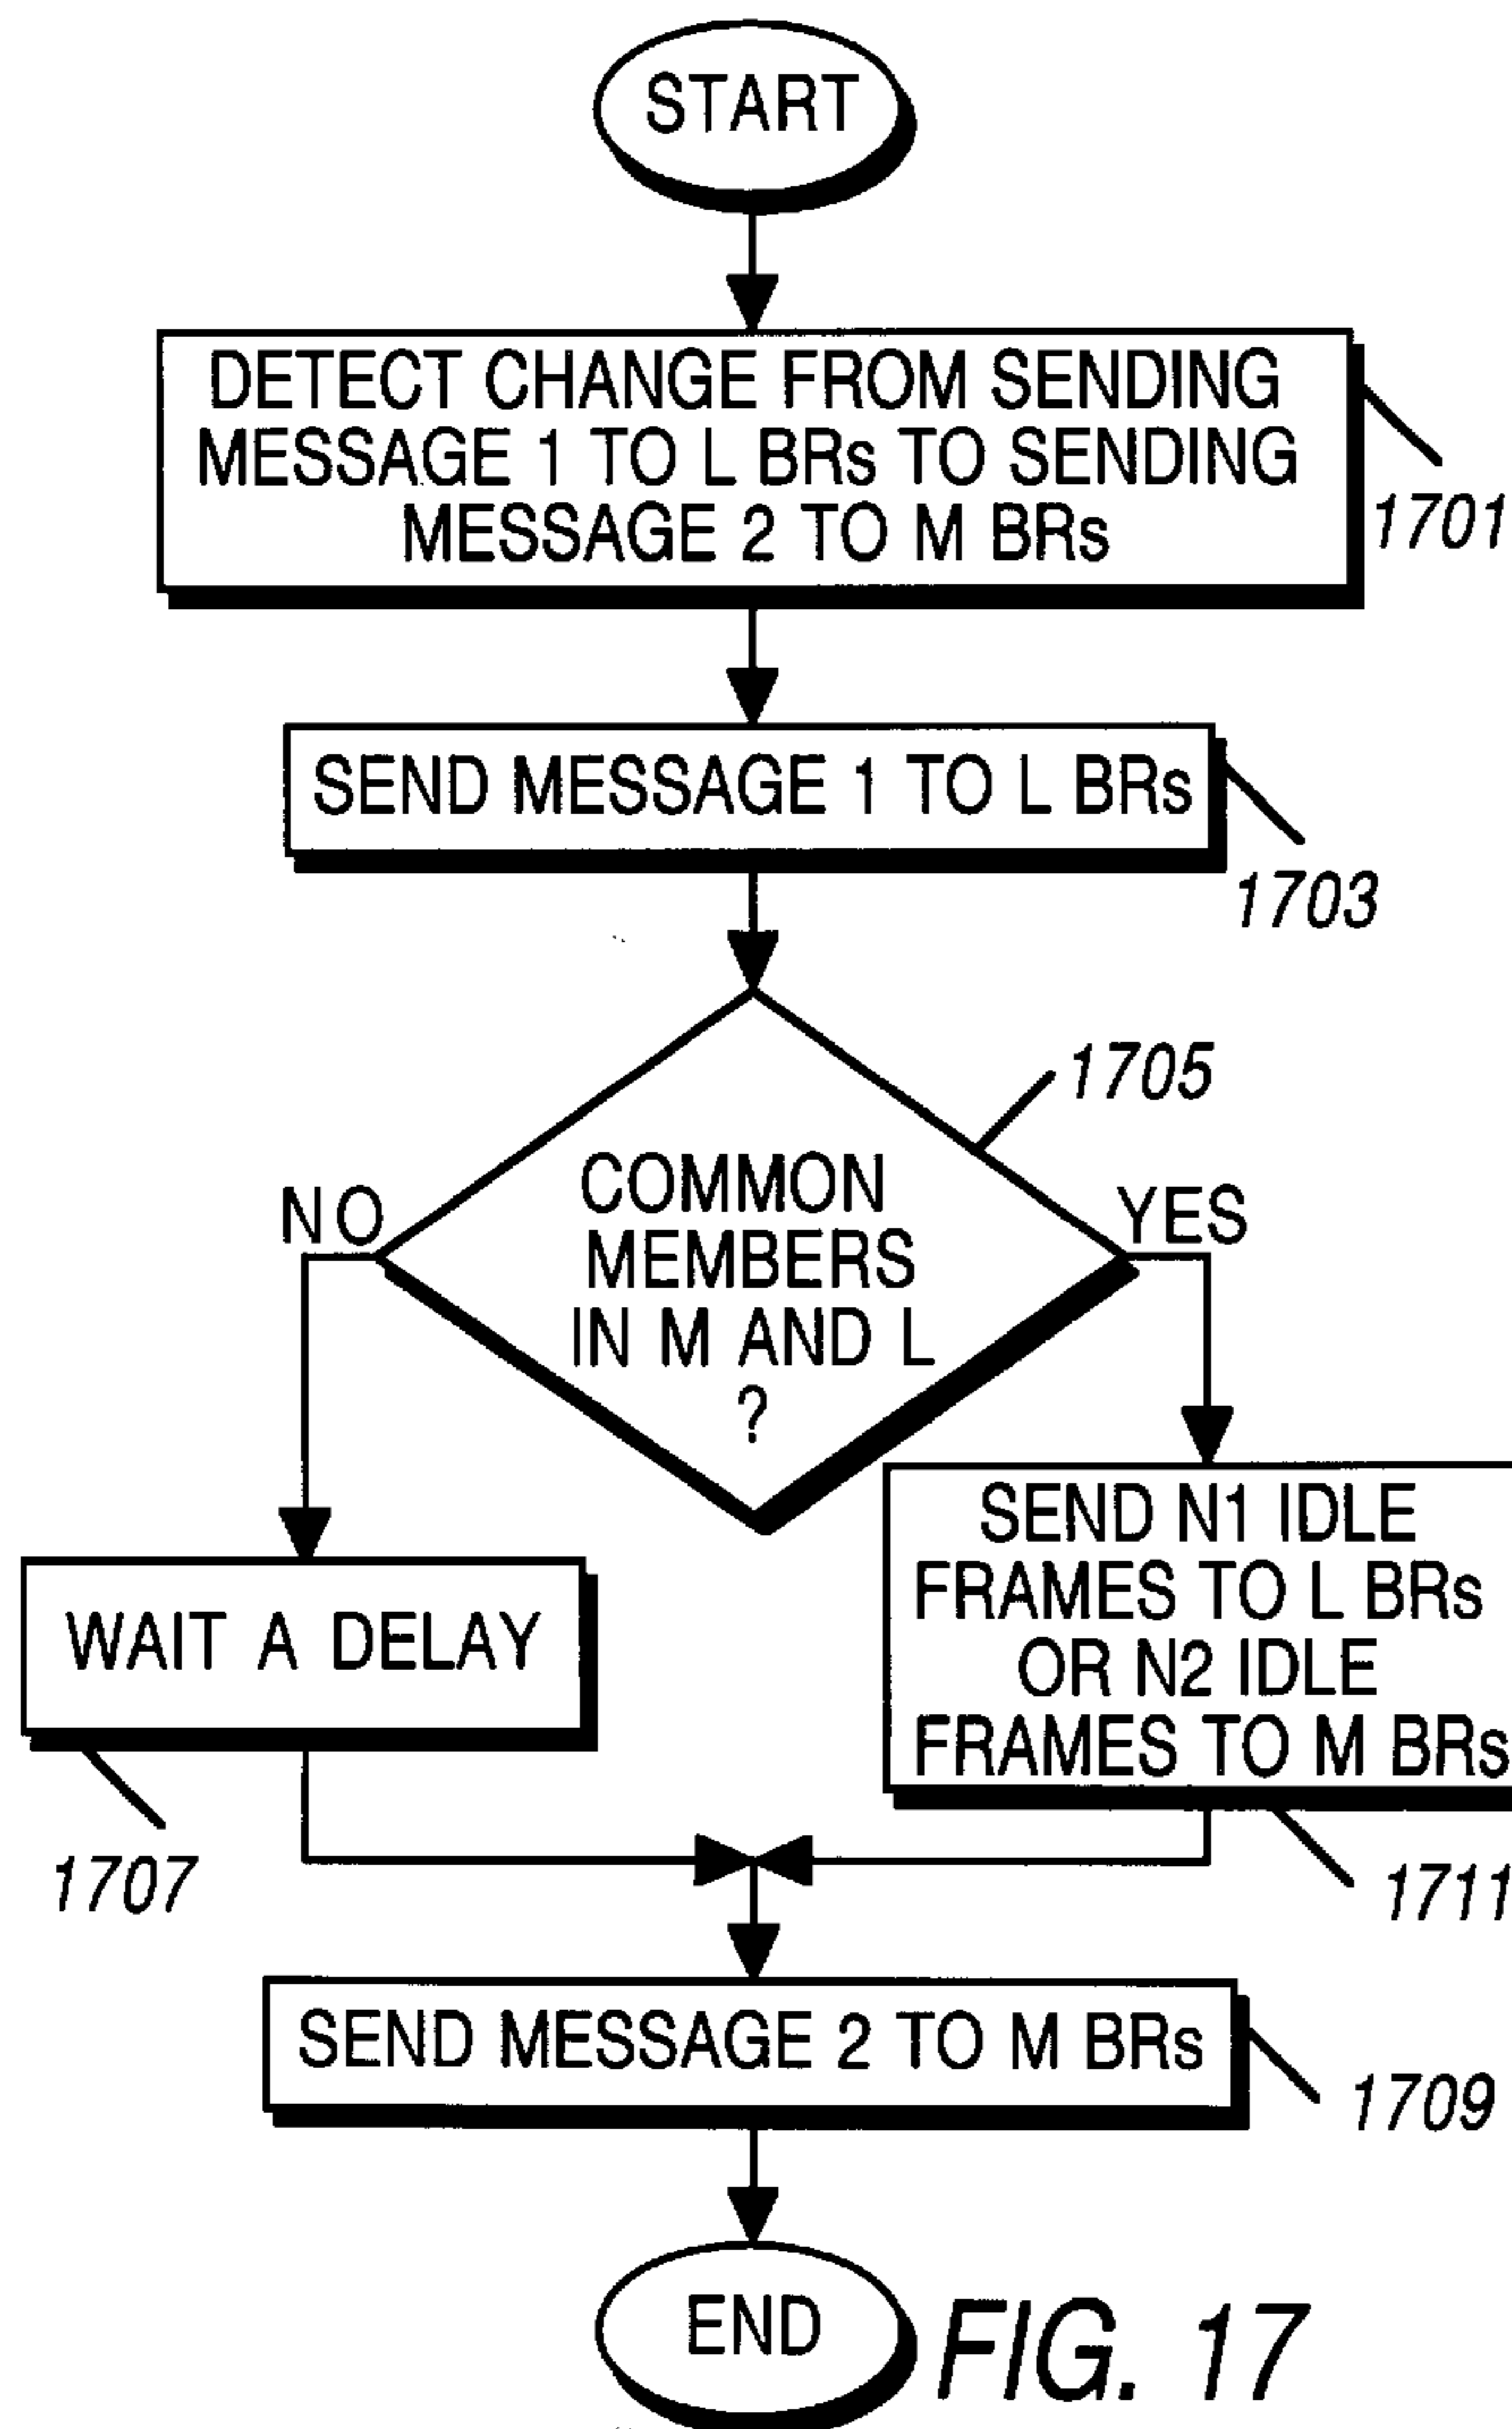 START
DETECT CHANGE FROM SENDING
MESSAGE 1 TO L BRs TO SENDING
MESSAGE 2 TO M BRs
1701
SEND MESSAGE 1 TO L BRs
1703
1705
COMMON
MEMBERS
IN M AND L
?
NO
YES
WAIT A DELAY
1707
SEND N1 IDLE
FRAMES TO L BRs
OR N2 IDLE
FRAMES TO M BRs
1711
SEND MESSAGE 2 TO M BRs
1709
END
FIG. 17